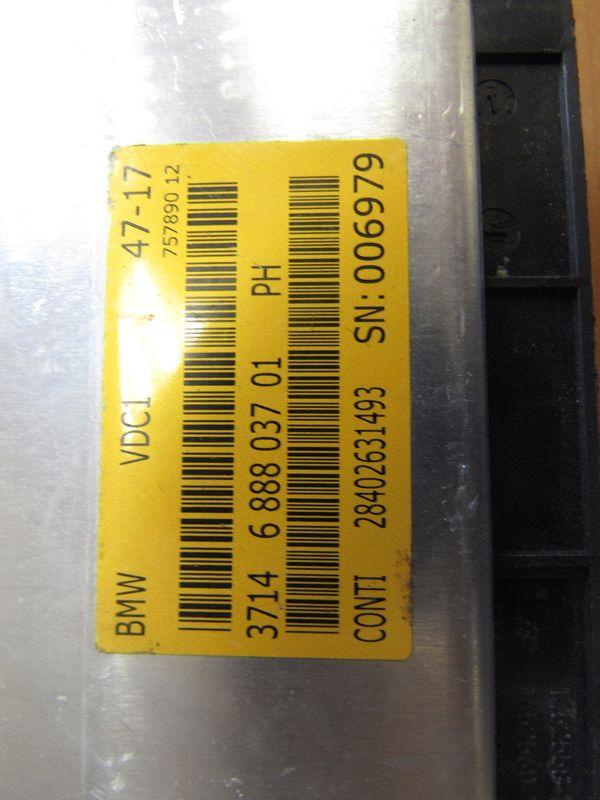 BMW VDC1 47-17
757890 12
3714 6 888 037 01 PH
CONTI 28402631493 SN: 006979